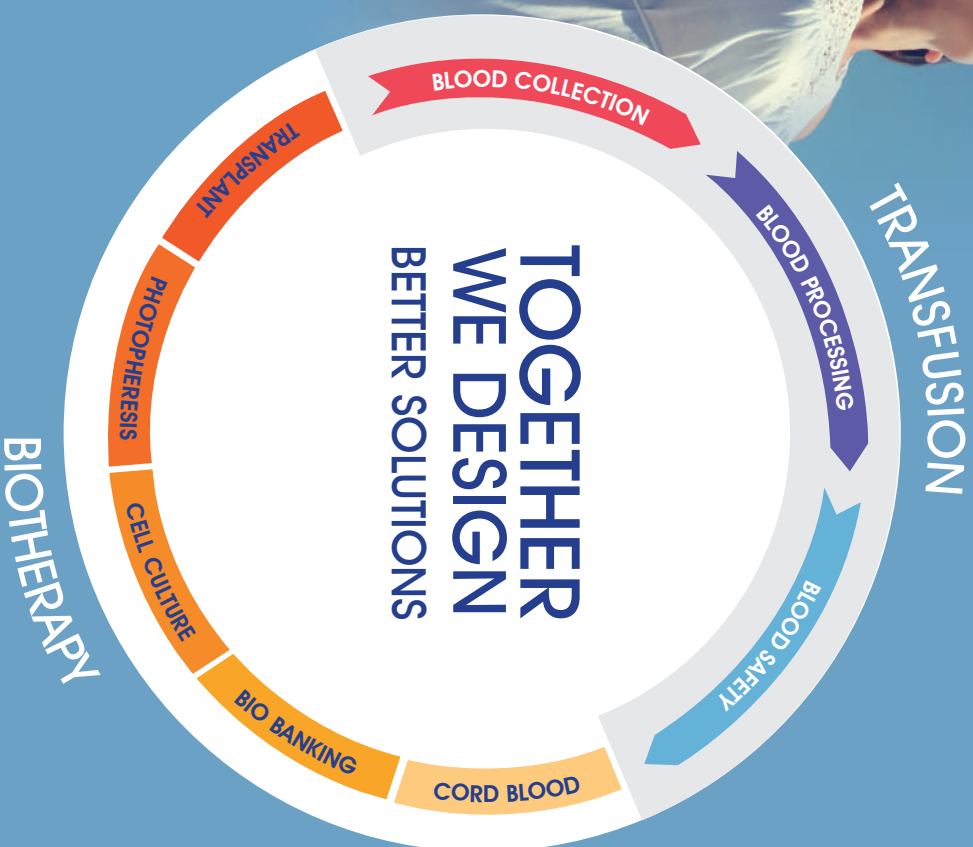 TOGETHER
WE DESIGN
BETTER SOLUTIONS
TRANSFUSION
BLOOD COLLECTION
BLOOD PROCESSING
BLOOD SAFETY
BIOTHERAPY
TRANSPLANT
PHOTOPHERESIS
CELL CULTURE
BIO BANKING
CORD BLOOD